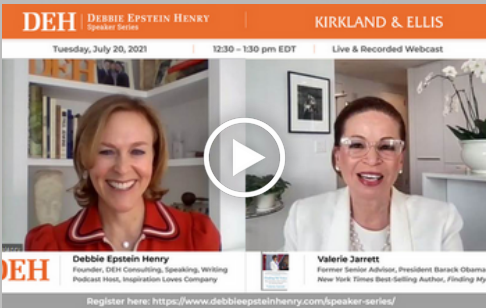 DEH
DEBBIE EPSTEIN HENRY
Speaker Series
KIRKLAND & ELLIS
Tuesday, July 20, 2021
12:30 – 1:30 pm EDT
Live & Recorded Webcast
DEH
DEH
Debbie Epstein Henry
Founder, DEH Consulting, Speaking, Writing
Podcast Host, Inspiration Loves Company
Valerie Jarrett
Former Senior Advisor, President Barack Obama
New York Times Best-Selling Author, Finding My
Register here: https://www.debbieepsteinhenry.com/speaker-series/